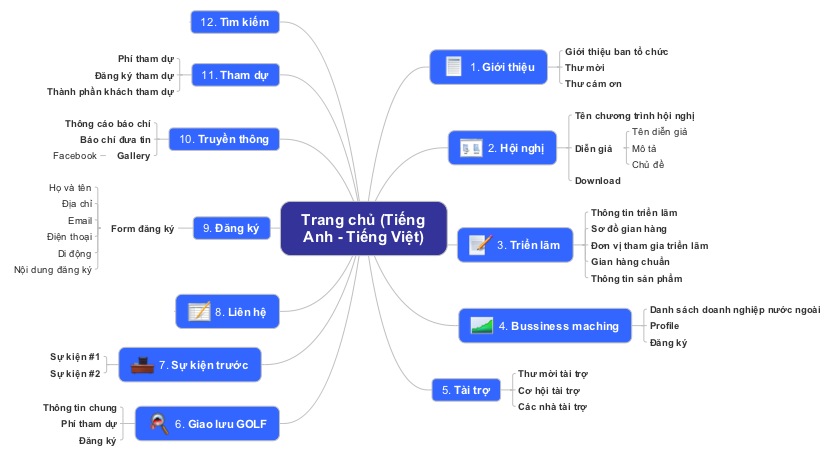 Trang chủ (Tiếng
Anh - Tiếng Việt)
1. Giới thiệu
Giới thiệu ban tổ chức
Thư mời
Thư cám ơn
2. Hội nghị
Tên chương trình hội nghị
Diễn giả
Tên diễn giả
Mô tả
Chủ đề
Download
3. Triển lãm
Thông tin triển lãm
Sơ đồ gian hàng
Đơn vị tham gia triển lãm
Gian hàng chuẩn
Thông tin sản phẩm
4. Bussiness maching
Danh sách doanh nghiệp nước ngoài
Profile
Đăng ký
5. Tài trợ
Thư mời tài trợ
Cơ hội tài trợ
Các nhà tài trợ
6. Giao lưu GOLF
Thông tin chung
Phí tham dự
Đăng ký
7. Sự kiện trước
Sự kiện #1
Sự kiện #2
8. Liên hệ
9. Đăng ký
Form đăng ký
Họ và tên
Địa chỉ
Email
Điện thoại
Di động
Nội dung đăng ký
10. Truyền thông
Thông cáo báo chí
Báo chí đưa tin
Gallery
Facebook
11. Tham dự
Phí tham dự
Đăng ký tham dự
Thành phần khách tham dự
12. Tìm kiếm